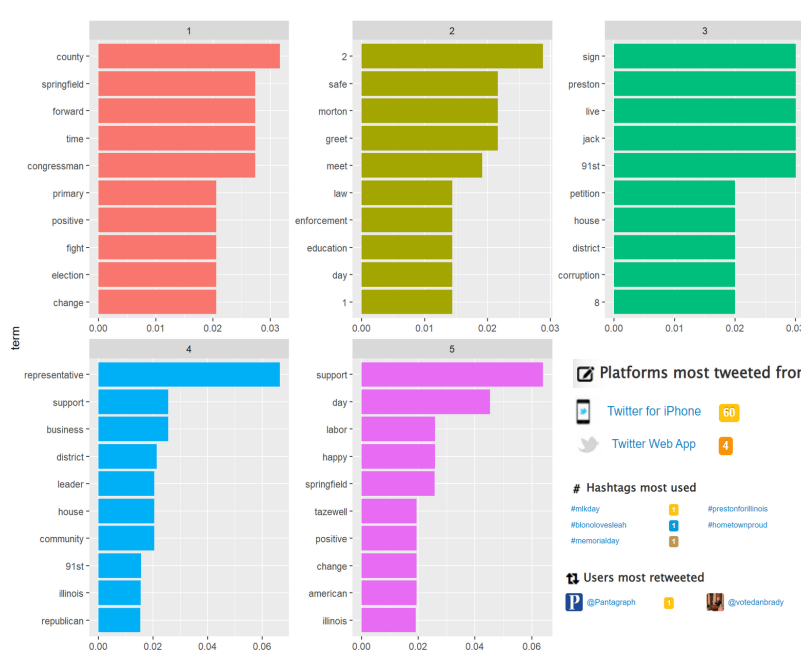 1
county
springfield
forward
time
congressman
primary
positive
fight
election
change
0.00 0.01 0.02 0.03
2
2
safe
morton
greet
meet
law
enforcement
education
day
1
0.00 0.01 0.02 0.03
3
sign
preston
live
jack
91st
petition
house
district
corruption
8
0.00 0.01 0.02 0.03
term
4
representative
support
business
district
leader
house
community
91st
illinois
republican
0.00 0.02 0.04 0.06
5
support
day
labor
happy
springfield
tazewell
positive
change
american
illinois
0.00 0.02 0.04 0.06
Platforms most tweeted from
Twitter for iPhone 60
Twitter Web App 4
# Hashtags most used
#mlkday 1 #prestonforillinois
#blonolovesleah 1 #hometownproud
#memorialday 1
Users most retweeted
P @Pantagraph 1 @votedanbrady